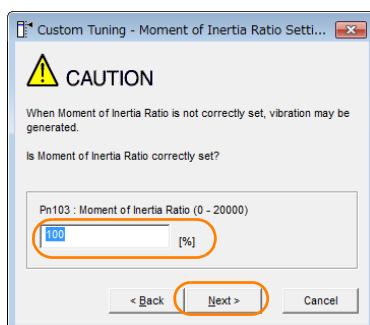 Custom Tuning - Moment of Inertia Ratio Setti...
CAUTION
When Moment of Inertia Ratio is not correctly set, vibration may be
generated.
Is Moment of Inertia Ratio correctly set?
Pn103 : Moment of Inertia Ratio (0 - 20000)
100
[%]
< Back
Next >
Cancel